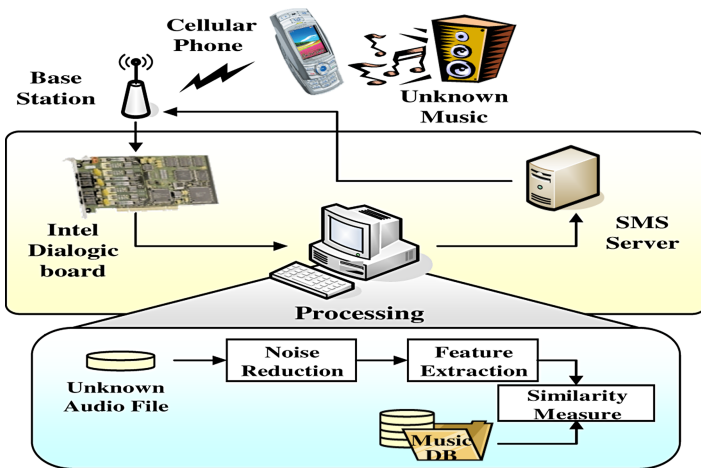 Cellular
Phone
Base
Station
Unknown
Music
Intel
Dialogic
board
SMS
Server
Processing
Unknown
Audio File
Noise
Reduction
Feature
Extraction
Similarity
Measure
Music
DB